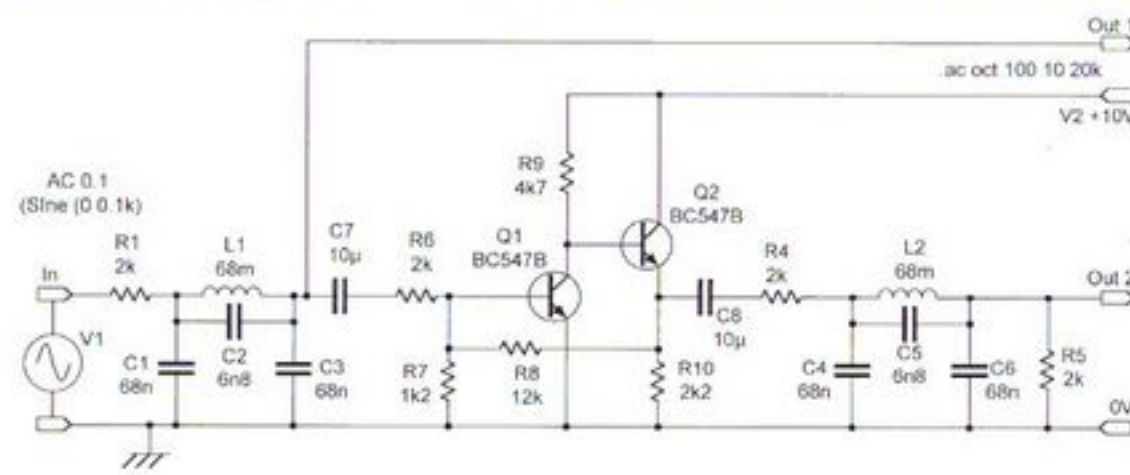 Out 1
.ac oct 100 10 20k
V2 +10V
R9
4k7
Q2
BC547B
AC 0.1
(SIne (0 0.1k)
C7
10µ
R6
2k
Q1
BC547B
R1
2k
L1
68m
R4
2k
L2
68m
In
Out 2
V1
C8
10µ
C1
68n
C2
6n8
C3
68n
R7
1k2
R8
12k
R10
2k2
C4
68n
C5
6n8
C6
68n
R5
2k
0V